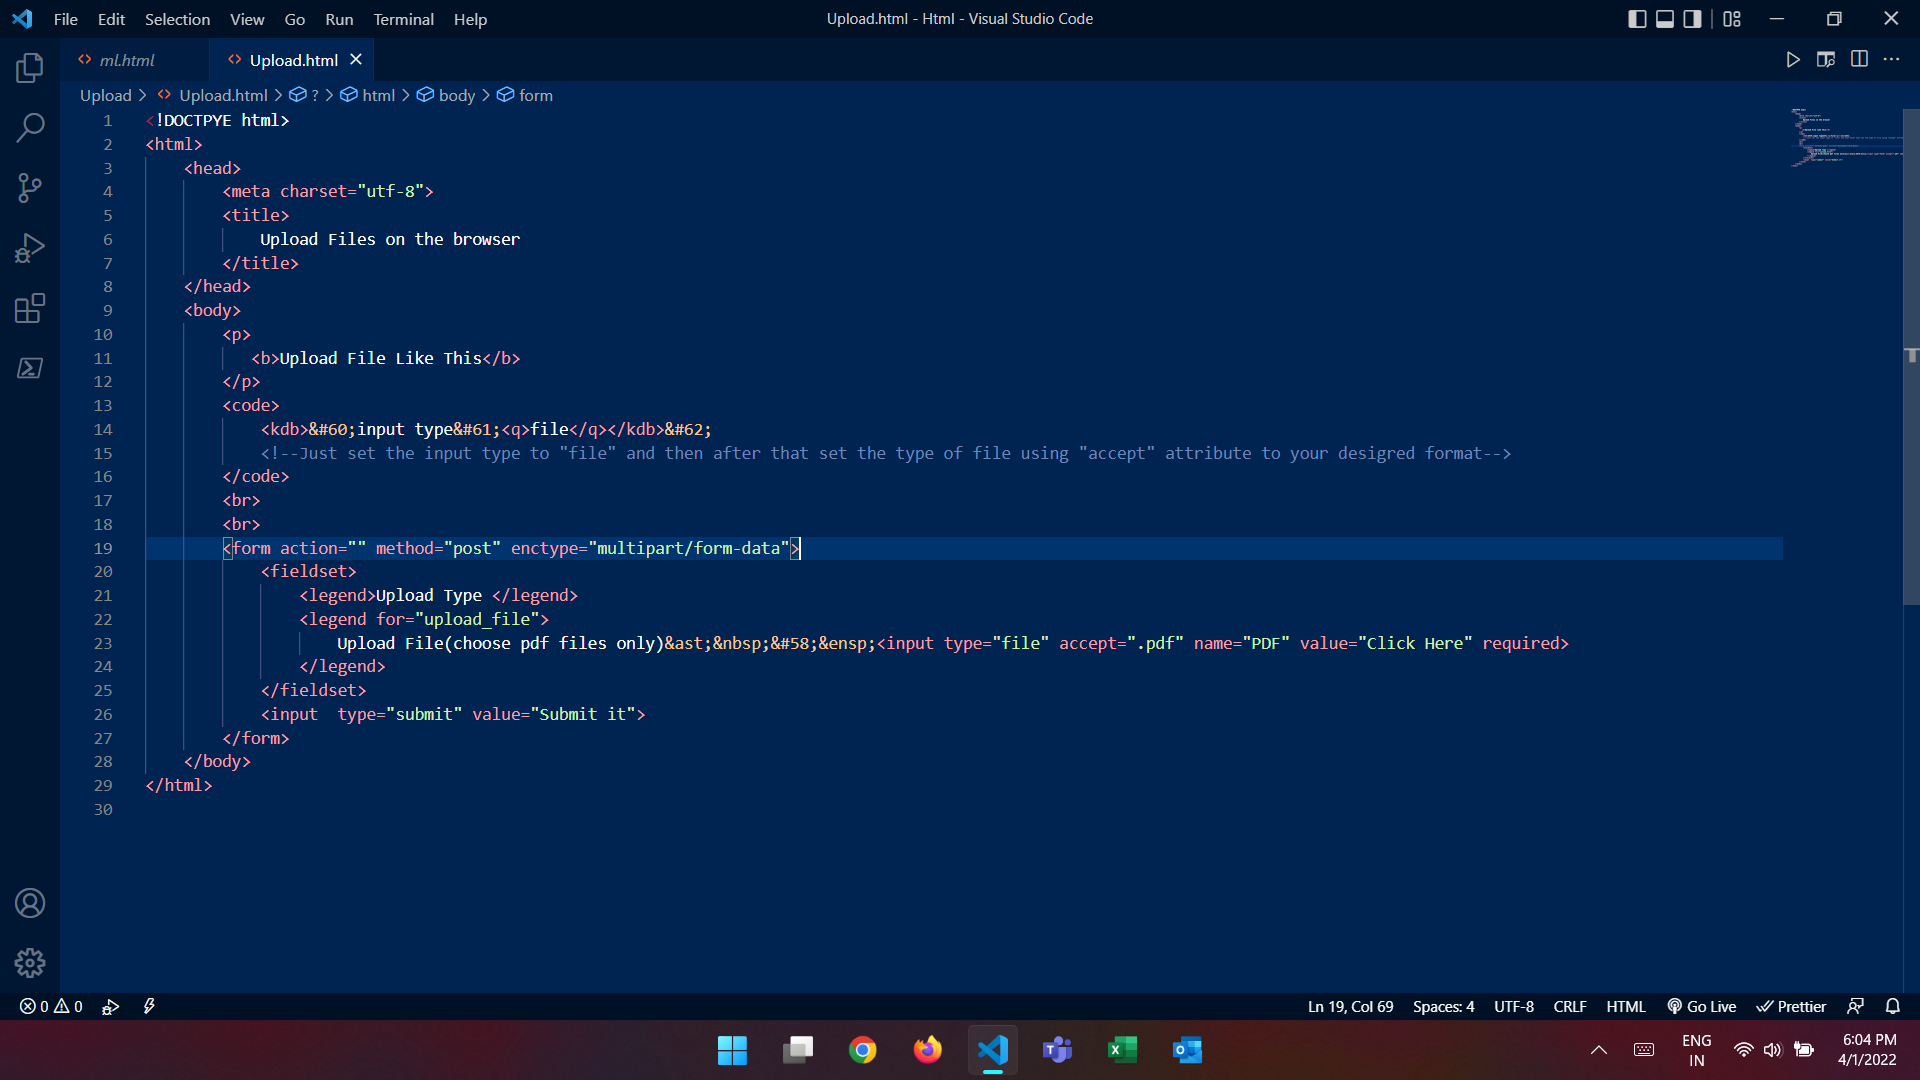 File Edit Selection View Go Run Terminal Help
Upload.html - Html - Visual Studio Code
ml.html
Upload.html
Upload > Upload.html > ? > html > body > form
1 <!DOCTPYE html>
2 <html>
3 <head>
4 <meta charset="utf-8">
5 <title>
6 Upload Files on the browser
7 </title>
8 </head>
9 <body>
10 <p>
11 <b>Upload File Like This</b>
12 </p>
13 <code>
14 <kdb>&#60;input type&#61;<q>file</q></kdb>&#62;
15 <!--Just set the input type to "file" and then after that set the type of file using "accept" attribute to your desigred format-->
16 </code>
17 <br>
18 <br>
19 <form action="" method="post" enctype="multipart/form-data">
20 <fieldset>
21 <legend>Upload Type </legend>
22 <legend for="upload_file">
23 Upload File(choose pdf files only)&ast;&nbsp;&#58;&ensp;<input type="file" accept=".pdf" name="PDF" value="Click Here" required>
24 </legend>
25 </fieldset>
26 <input  type="submit" value="Submit it">
27 </form>
28 </body>
29 </html>
30
0 0
Ln 19, Col 69 Spaces: 4 UTF-8 CRLF HTML Go Live Prettier
ENG
IN
6:04 PM
4/1/2022